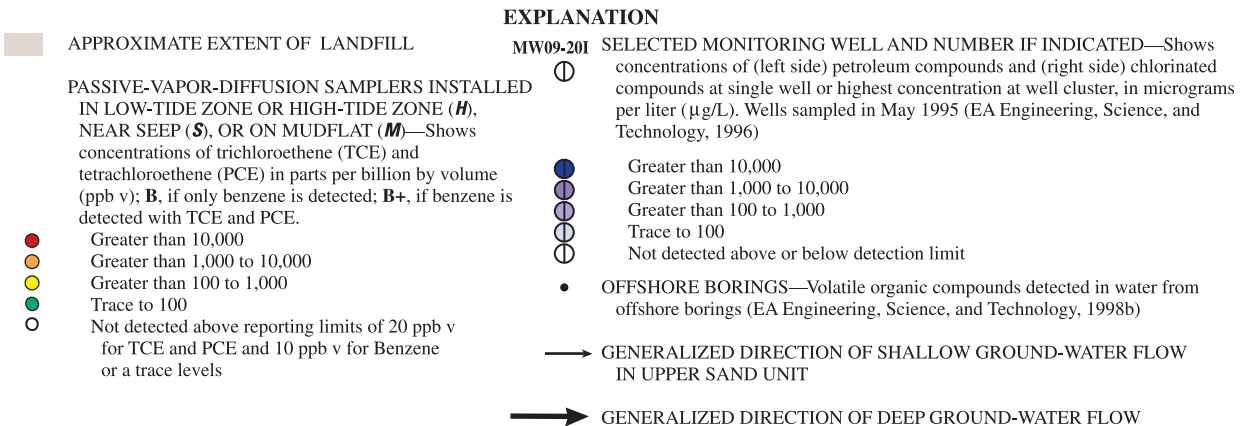 EXPLANATION
APPROXIMATE EXTENT OF LANDFILL
PASSIVE-VAPOR-DIFFUSION SAMPLERS INSTALLED
IN LOW-TIDE ZONE OR HIGH-TIDE ZONE (H),
NEAR SEEP (S), OR ON MUDFLAT (M)—Shows
concentrations of trichloroethene (TCE) and
tetrachloroethene (PCE) in parts per billion by volume
(ppb v); B, if only benzene is detected; B+, if benzene is
detected with TCE and PCE.
Greater than 10,000
Greater than 1,000 to 10,000
Greater than 100 to 1,000
Trace to 100
Not detected above reporting limits of 20 ppb v
for TCE and PCE and 10 ppb v for Benzene
or a trace levels
MW09-20I SELECTED MONITORING WELL AND NUMBER IF INDICATED—Shows
concentrations of (left side) petroleum compounds and (right side) chlorinated
compounds at single well or highest concentration at well cluster, in micrograms
per liter (μg/L). Wells sampled in May 1995 (EA Engineering, Science, and
Technology, 1996)
Greater than 10,000
Greater than 1,000 to 10,000
Greater than 100 to 1,000
Trace to 100
Not detected above or below detection limit
OFFSHORE BORINGS—Volatile organic compounds detected in water from
offshore borings (EA Engineering, Science, and Technology, 1998b)
GENERALIZED DIRECTION OF SHALLOW GROUND-WATER FLOW
IN UPPER SAND UNIT
GENERALIZED DIRECTION OF DEEP GROUND-WATER FLOW